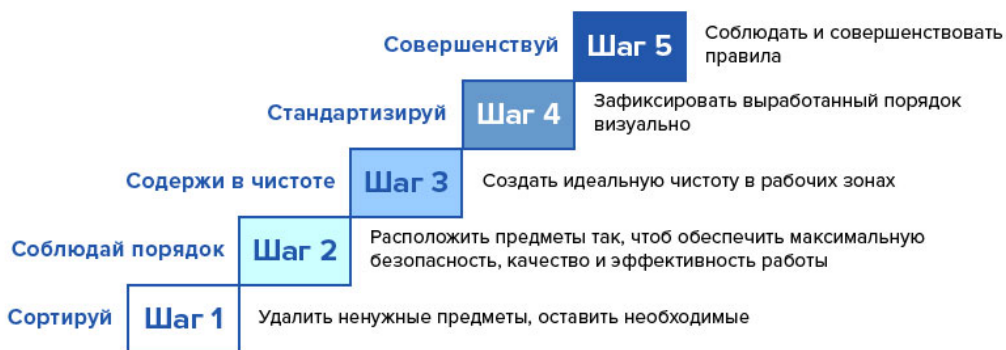 Совершенствуй Шаг 5 Соблюдать и совершенствовать
правила
Стандартизируй Шаг 4 Зафиксировать выработанный порядок
визуально
Содержи в чистоте Шаг 3 Создать идеальную чистоту в рабочих зонах
Соблюдай порядок Шаг 2 Расположить предметы так, чтоб обеспечить максимальную
безопасность, качество и эффективность работы
Сортируй Шаг 1 Удалить ненужные предметы, оставить необходимые